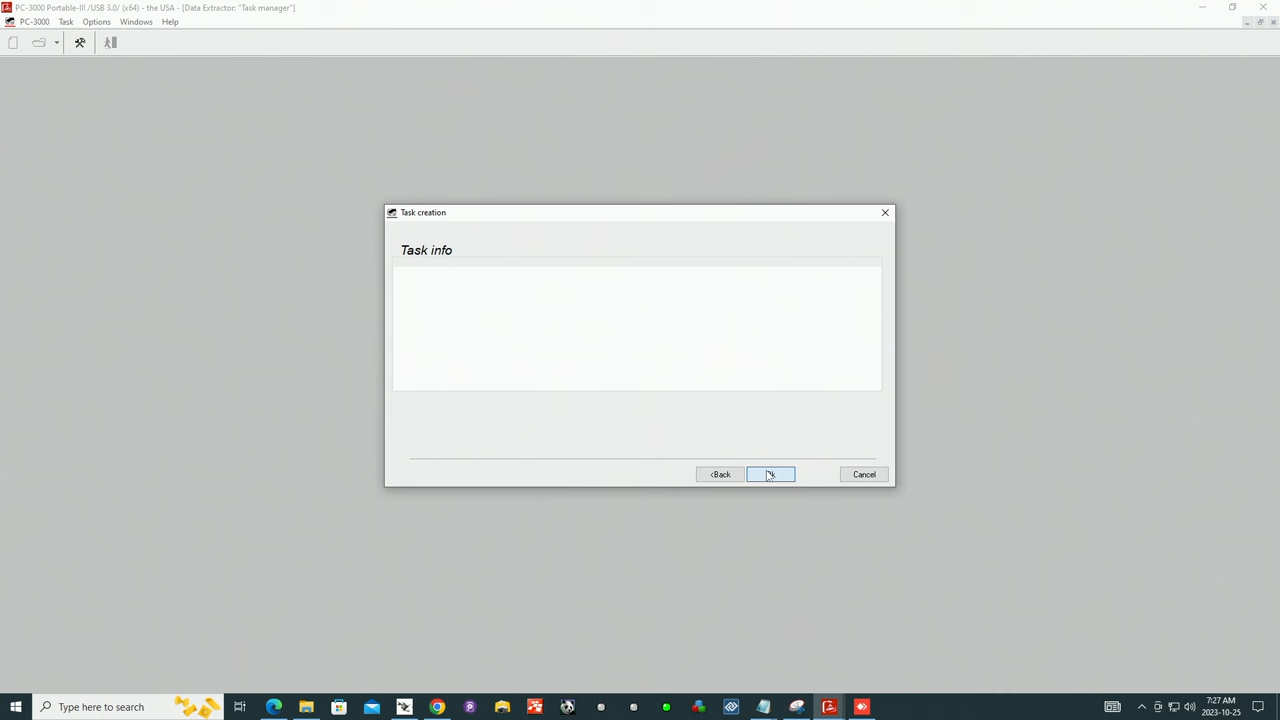 PC-3000 Portable-III /USB 3.0/ (x64) - the USA - [Data Extractor: "Task manager"]
PC-3000 Task Options Windows Help
Task creation
Task info
<Back
Cancel
Type here to search
7:27 AM
2023-10-25